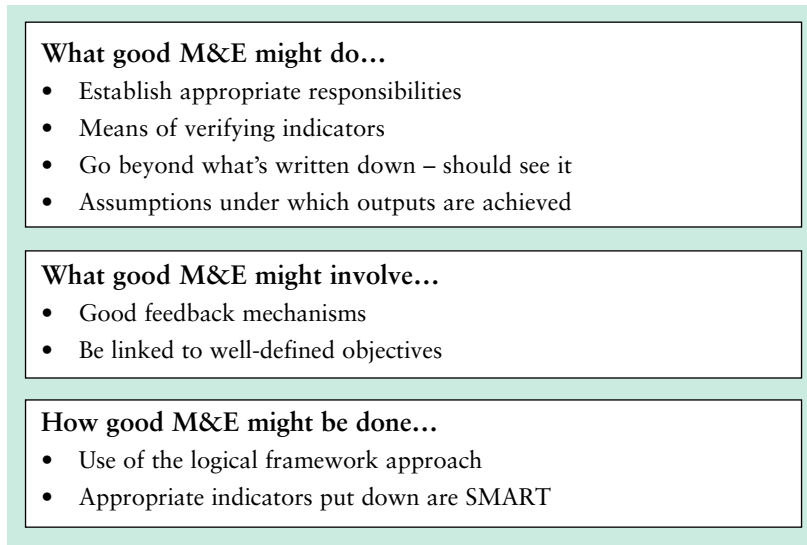 What good M&E might do…
• Establish appropriate responsibilities
• Means of verifying indicators
• Go beyond what’s written down – should see it
• Assumptions under which outputs are achieved
What good M&E might involve…
• Good feedback mechanisms
• Be linked to well-defined objectives
How good M&E might be done…
• Use of the logical framework approach
• Appropriate indicators put down are SMART